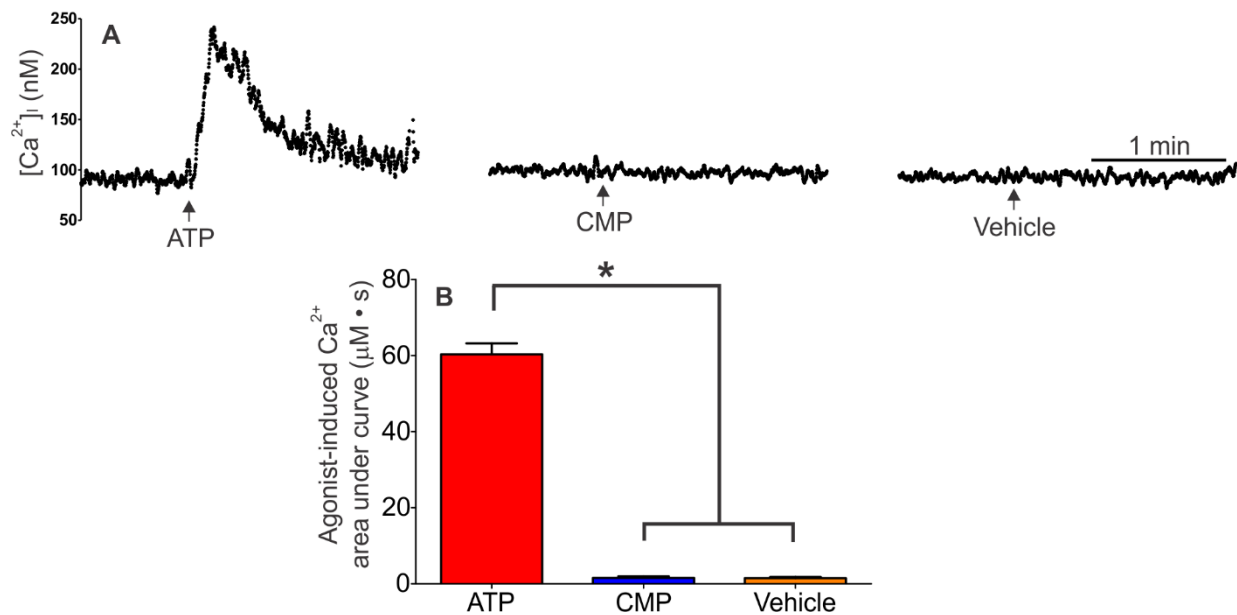 A
250
200
150
100
50
[Ca²⁺]ᵢ (nM)
ATP
CMP
Vehicle
1 min
B
*
80
60
40
20
0
Agonist-induced Ca²⁺
area under curve (μM • s)
ATP
CMP
Vehicle